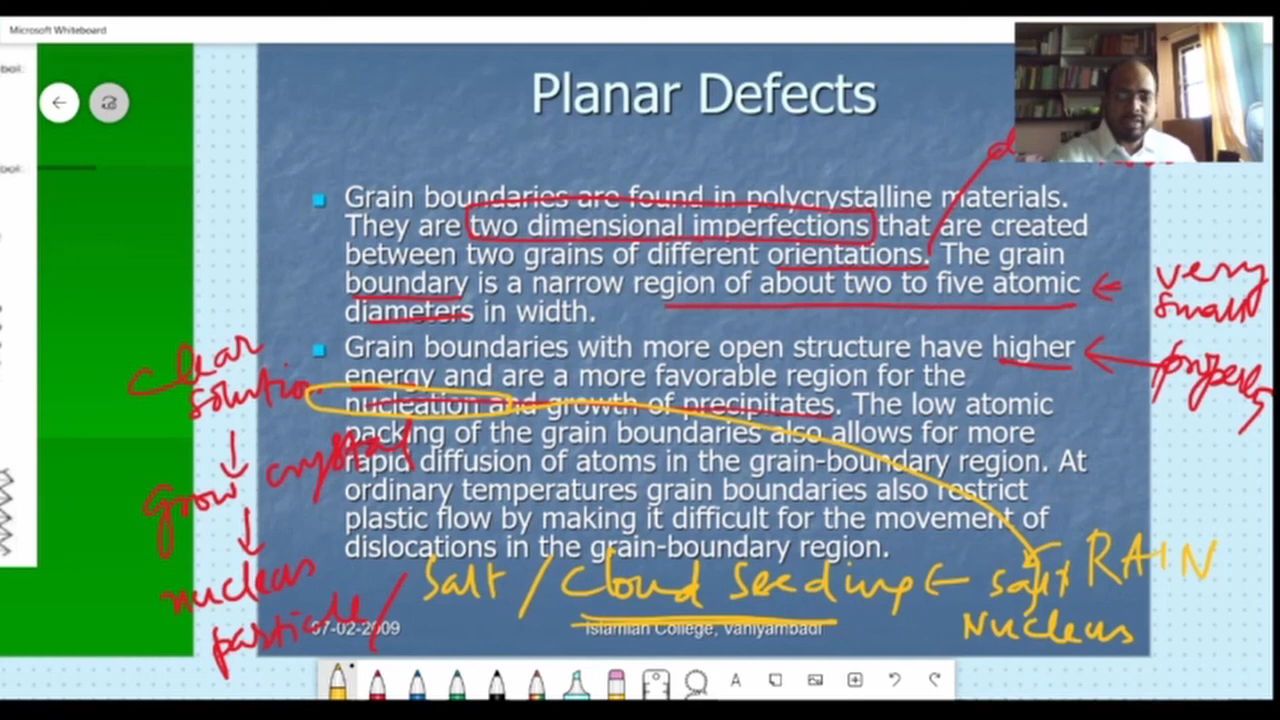 Microsoft Whiteboard
Planar Defects
Grain boundaries are found in polycrystalline materials.
They are two dimensional imperfections that are created
between two grains of different orientations. The grain
boundary is a narrow region of about two to five atomic
diameters in width.
very
small
Grain boundaries with more open structure have higher
energy and are a more favorable region for the
nucleation and growth of precipitates. The low atomic
packing of the grain boundaries also allows for more
rapid diffusion of atoms in the grain-boundary region. At
ordinary temperatures grain boundaries also restrict
plastic flow by making it difficult for the movement of
dislocations in the grain-boundary region.
clear
solution
grow crystal
nucleus
particle/
Salt / Cloud Seeding
salt
RAIN
Nucleus
07-02-2009
Islamiah College, Vaniyambadi
A